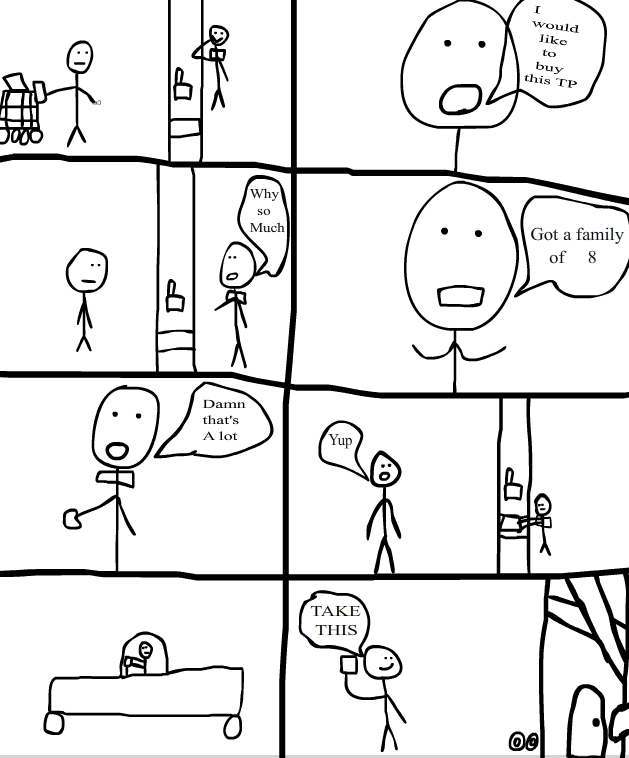 I
would
like
to
buy
this TP
Why
so
Much
Got a family
of 8
Damn
that's
A lot
Yup
TAKE
THIS